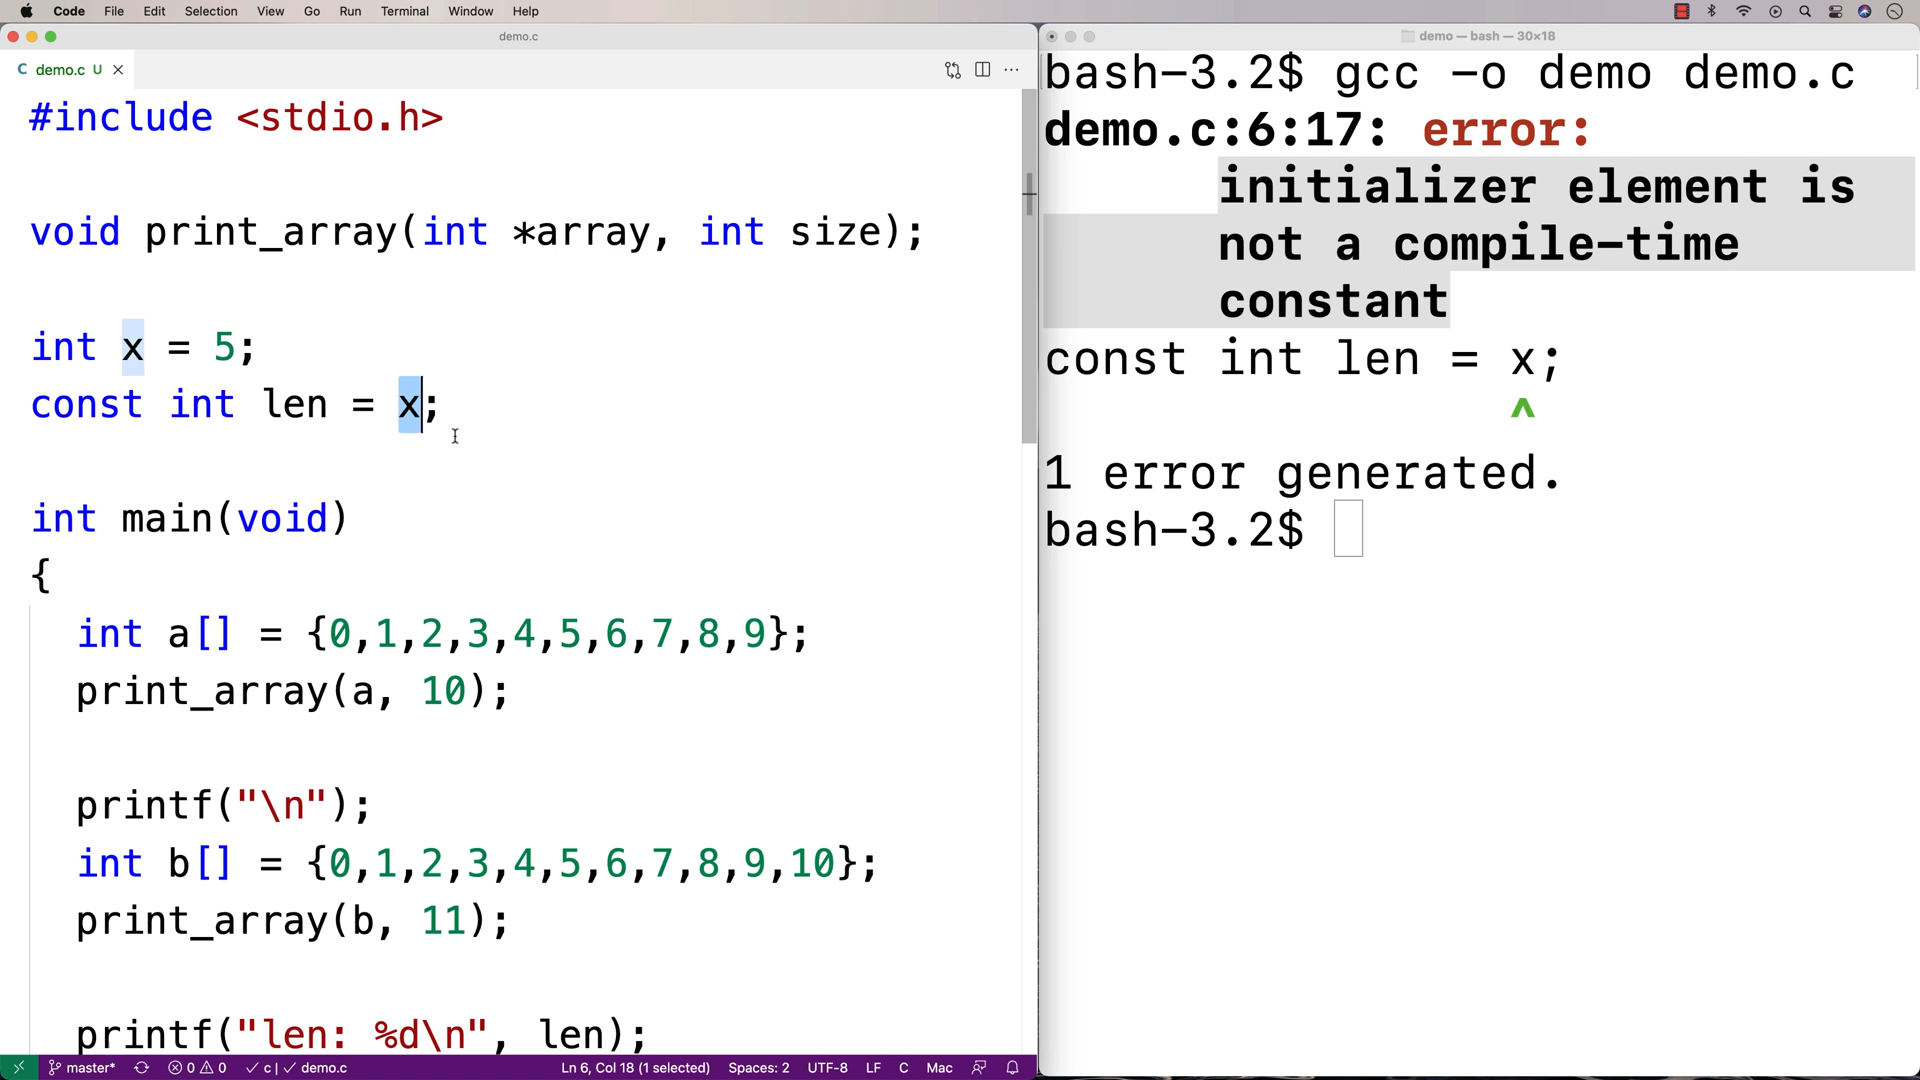 Code File Edit Selection View Go Run Terminal Window Help
demo.c
C demo.c U
#include <stdio.h>
void print_array(int *array, int size);
int x = 5;
const int len = x;
int main(void)
{
int a[] = {0,1,2,3,4,5,6,7,8,9};
print_array(a, 10);
printf("\n");
int b[] = {0,1,2,3,4,5,6,7,8,9,10};
print_array(b, 11);
printf("len: %d\n", len);
master* 0 0 c | demo.c Ln 6, Col 18 (1 selected) Spaces: 2 UTF-8 LF C Mac
demo — bash — 30×18
bash-3.2$ gcc -o demo demo.c
demo.c:6:17: error:
initializer element is
not a compile-time
constant
const int len = x;
^
1 error generated.
bash-3.2$